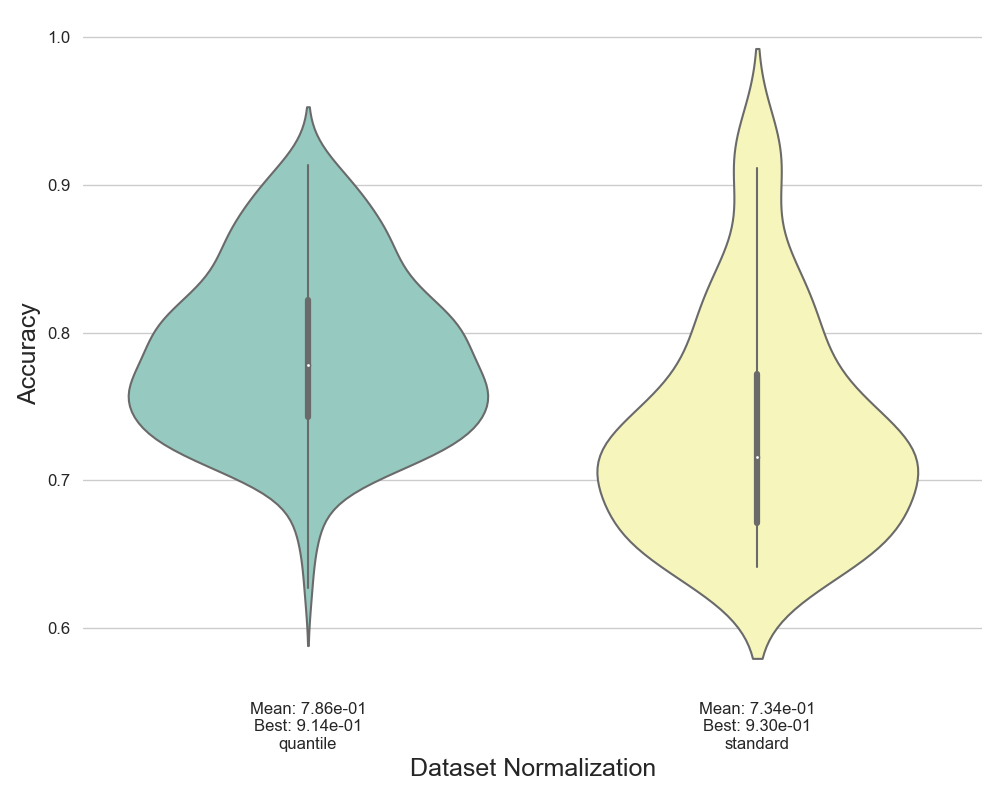 1.0
0.9
0.8
0.7
0.6
Accuracy
Mean: 7.86e-01
Best: 9.14e-01
quantile
Mean: 7.34e-01
Best: 9.30e-01
standard
Dataset Normalization